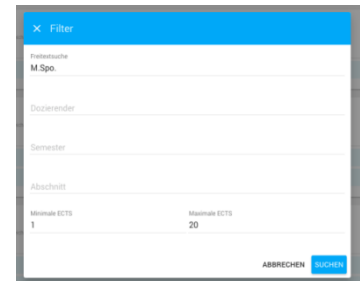 × Filter
Freitextsuche
M.Spo.
Dozierender
Semester
Abschnitt
Minimale ECTS Maximale ECTS
1 20
ABBRECHEN SUCHEN